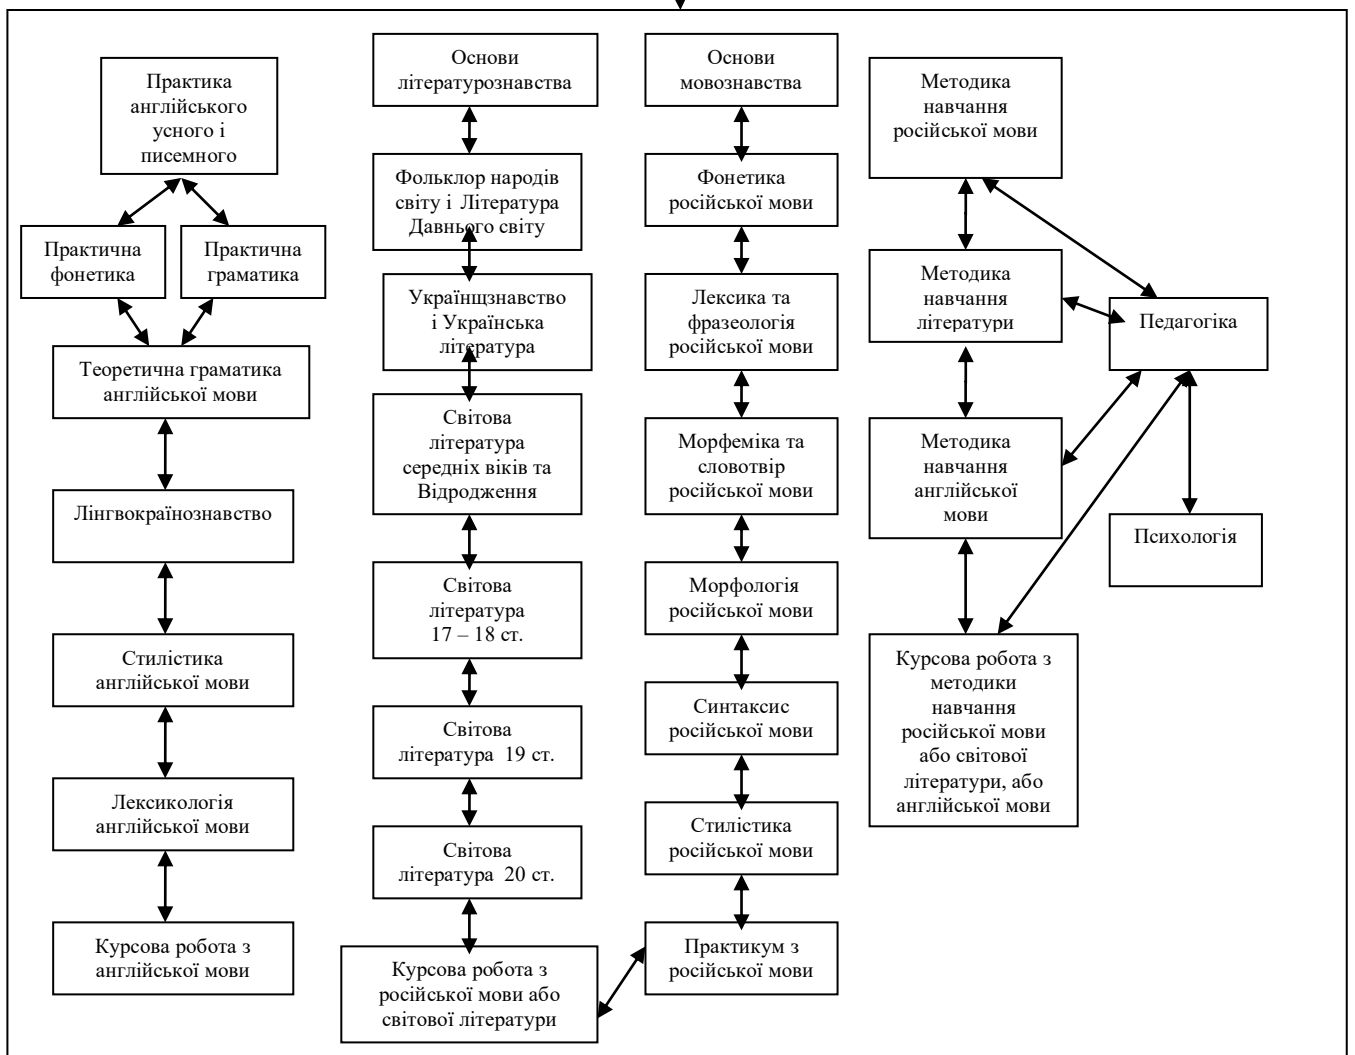 Практика
англійського
усного і
писемного
Практична
фонетика
Практична
граматика
Теоретична граматика
англійської мови
Лінгвокраїнознавство
Стилістика
англійської мови
Лексикологія
англійської мови
Курсова робота з
англійської мови
Основи
літературознавства
Фольклор народів
світу і Література
Давнього світу
Українщзнавство
і Українська
література
Світова
література
середніх віків та
Відродження
Світова
література
17 – 18 ст.
Світова
література 19 ст.
Світова
література 20 ст.
Курсова робота з
російської мови або
світової літератури
Основи
мовознавства
Фонетика
російської мови
Лексика та
фразеологія
російської мови
Морфеміка та
словотвір
російської мови
Морфологія
російської мови
Синтаксис
російської мови
Стилістика
російської мови
Практикум з
російської мови
Методика
навчання
російської мови
Методика
навчання
літератури
Методика
навчання
англійської
мови
Курсова робота з
методики
навчання
російської мови
або світової
літератури, або
англійської мови
Педагогіка
Психологія